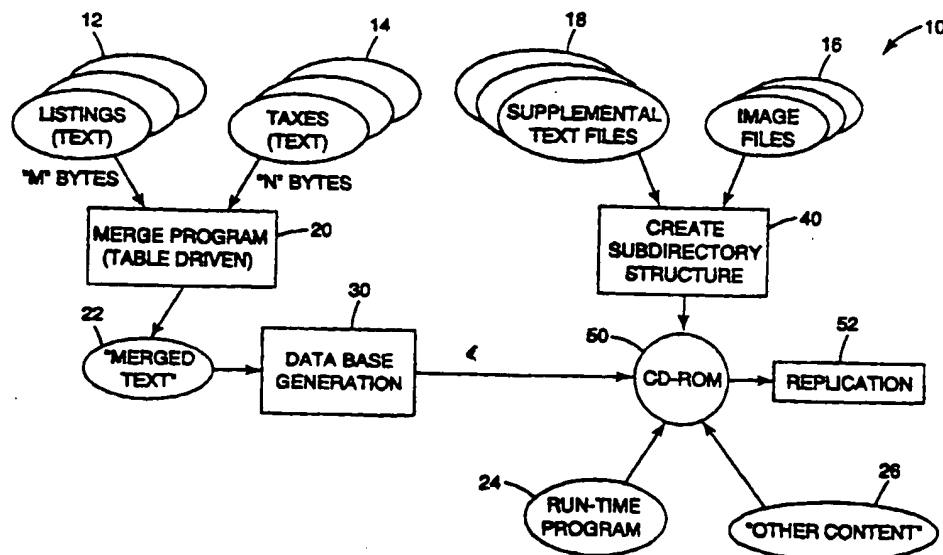 12
14
18
16
10
LISTINGS
(TEXT)
TAXES
(TEXT)
SUPPLEMENTAL
TEXT FILES
IMAGE
FILES
"M" BYTES
"N" BYTES
MERGE PROGRAM
(TABLE DRIVEN)
20
CREATE
SUBDIRECTORY
STRUCTURE
40
22
"MERGED
TEXT"
30
DATA BASE
GENERATION
50
CD-ROM
52
REPLICATION
24
RUN-TIME
PROGRAM
26
"OTHER CONTENT"